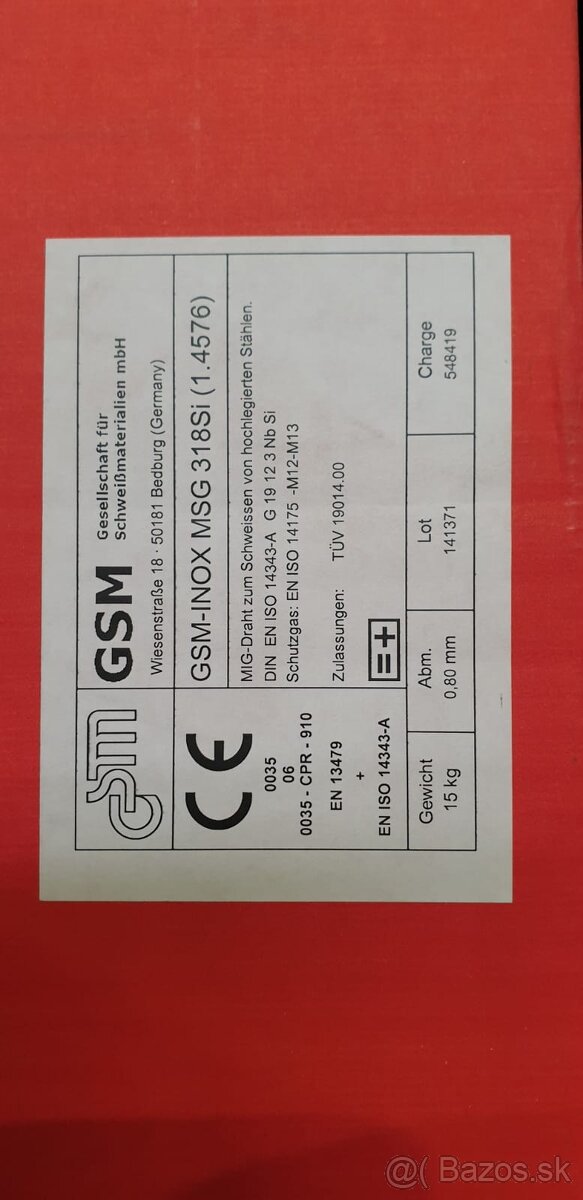 GSM
GSM Gesellschaft für
Schweißmaterialien mbH
Wiesenstraße 18 · 50181 Bedburg (Germany)
CE
0035
06
0035 - CPR - 910
EN 13479
+
EN ISO 14343-A
GSM-INOX MSG 318Si (1.4576)
MIG-Draht zum Schweissen von hochlegierten Stählen.
DIN EN ISO 14343-A G 19 12 3 Nb Si
Schutzgas: EN ISO 14175 -M12-M13
Zulassungen: TÜV 19014.00
=+
Gewicht
15 kg
Abm.
0,80 mm
Lot
141371
Charge
548419
@( Bazos.sk